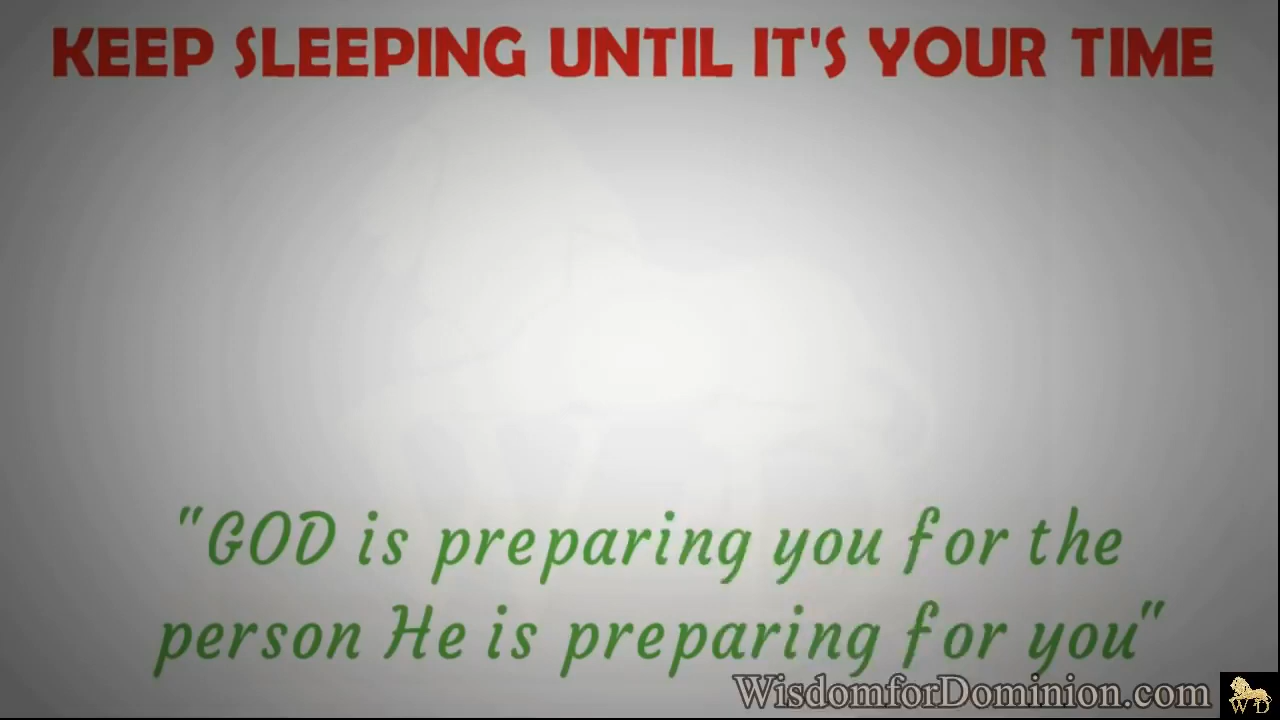 KEEP SLEEPING UNTIL IT'S YOUR TIME
"GOD is preparing you for the
person He is preparing for you"
WisdomforDominion.com
WD